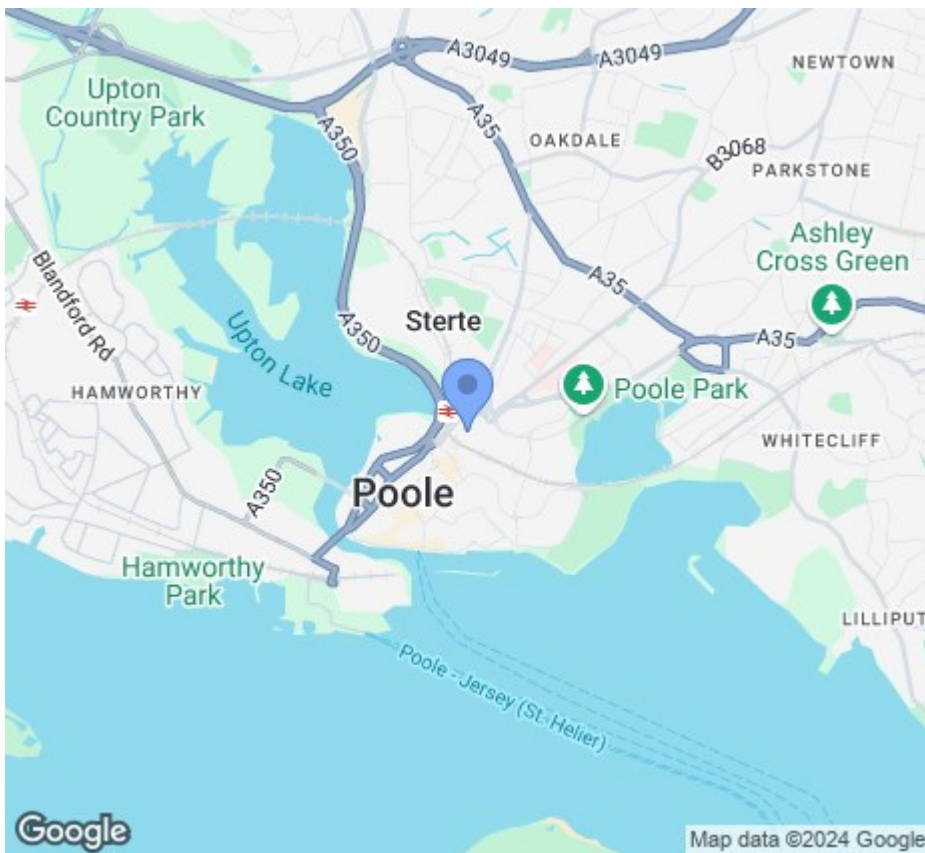 A3049
A3049
NEWTOWN
Upton
Country Park
A350
A35
OAKDALE
B3068
PARKSTONE
Ashley
Cross Green
Blandford Rd
A35
Sterte
A350
A35
Upton Lake
HAMWORTHY
Poole Park
WHITECLIFF
A350
Poole
Hamworthy
Park
LILLIPUT
Poole - Jersey (St. Helier)
Google
Map data ©2024 Google